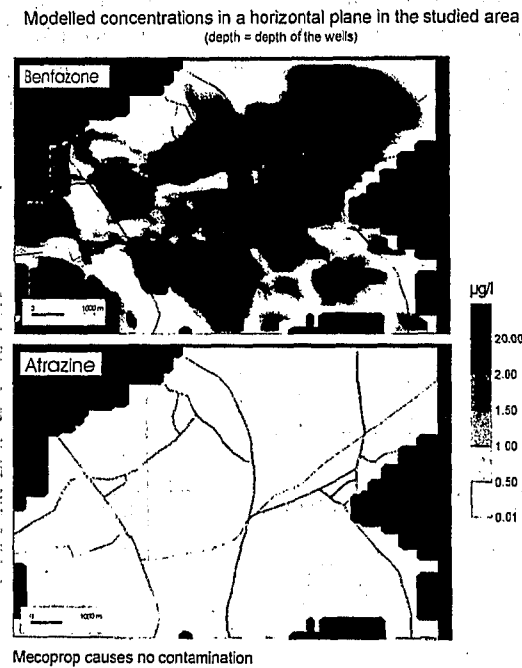 Modelled concentrations in a horizontal plane in the studied area
(depth = depth of the wells)
Benfazone
1000 m
µg/l
20.00
2.00
1.50
1.00
0.50
0.01
Atrazine
0
1000 m
Mecoprop causes no contamination